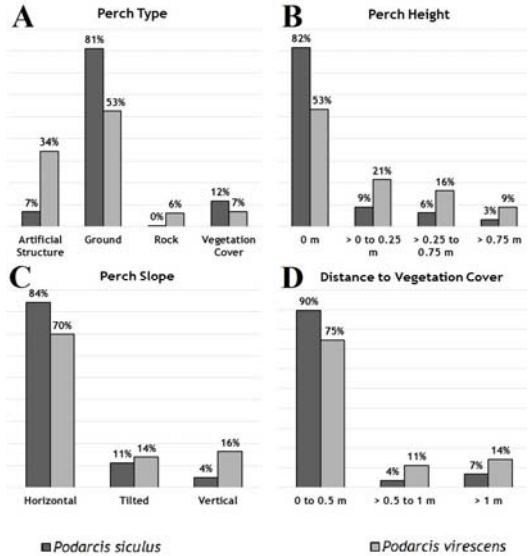 A
Perch Type
81%
53%
34%
7%
0%
6%
12%
7%
Artificial
Structure
Ground
Rock
Vegetation
Cover
B
Perch Height
82%
53%
9%
21%
6%
16%
3%
9%
0 m
> 0 to 0.25
m
> 0.25 to
0.75 m
> 0.75 m
C
Perch Slope
84%
70%
11%
14%
4%
16%
Horizontal
Tilted
Vertical
D
Distance to Vegetation Cover
90%
75%
4%
11%
7%
14%
0 to 0.5 m
> 0.5 to 1 m
> 1 m
Podarcis siculus
Podarcis virescens